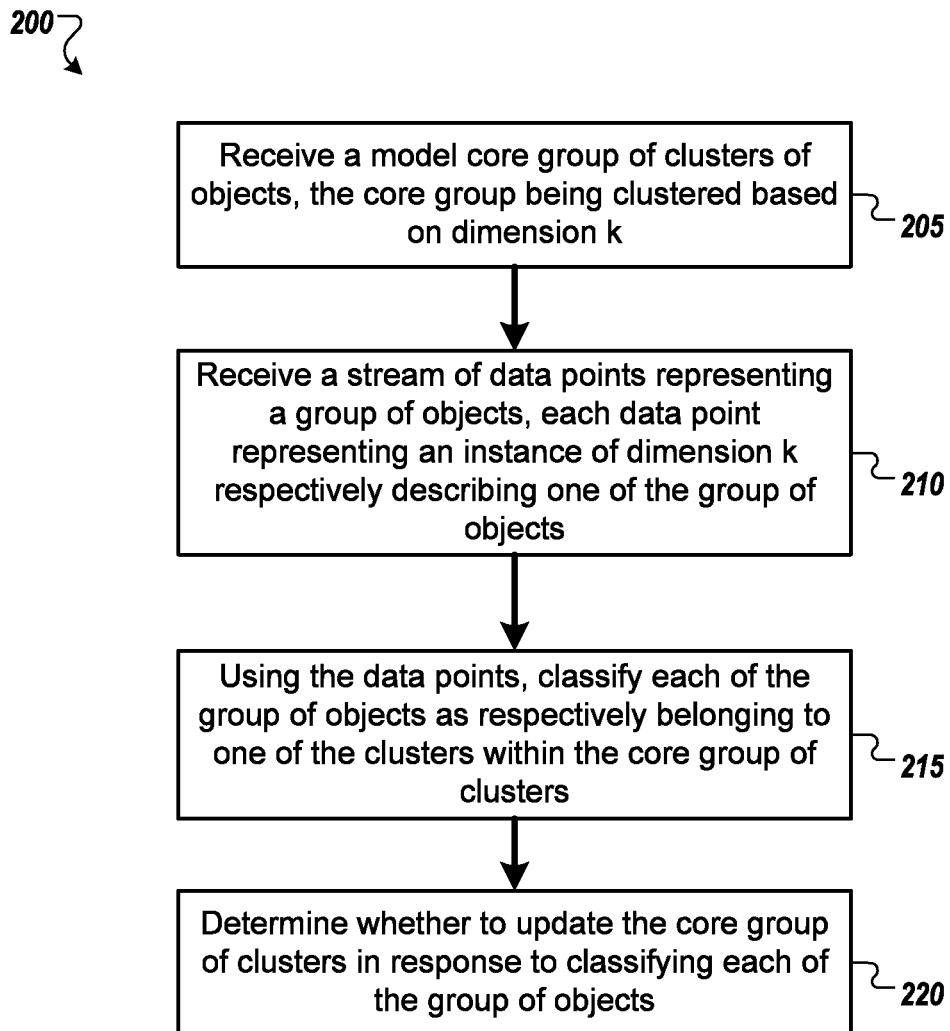 200
Receive a model core group of clusters of
objects, the core group being clustered based
on dimension k
205
Receive a stream of data points representing
a group of objects, each data point
representing an instance of dimension k
respectively describing one of the group of
objects
210
Using the data points, classify each of the
group of objects as respectively belonging to
one of the clusters within the core group of
clusters
215
Determine whether to update the core group
of clusters in response to classifying each of
the group of objects
220